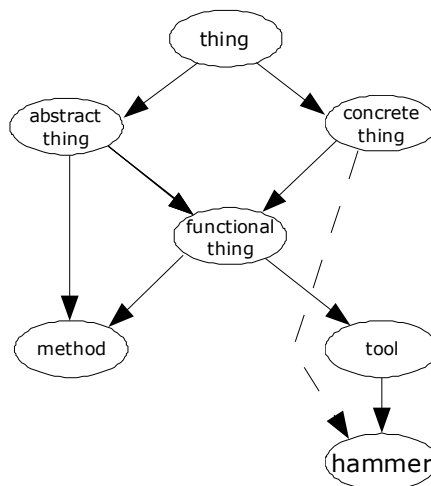 thing
abstract
thing
concrete
thing
functional
thing
method
tool
hammer